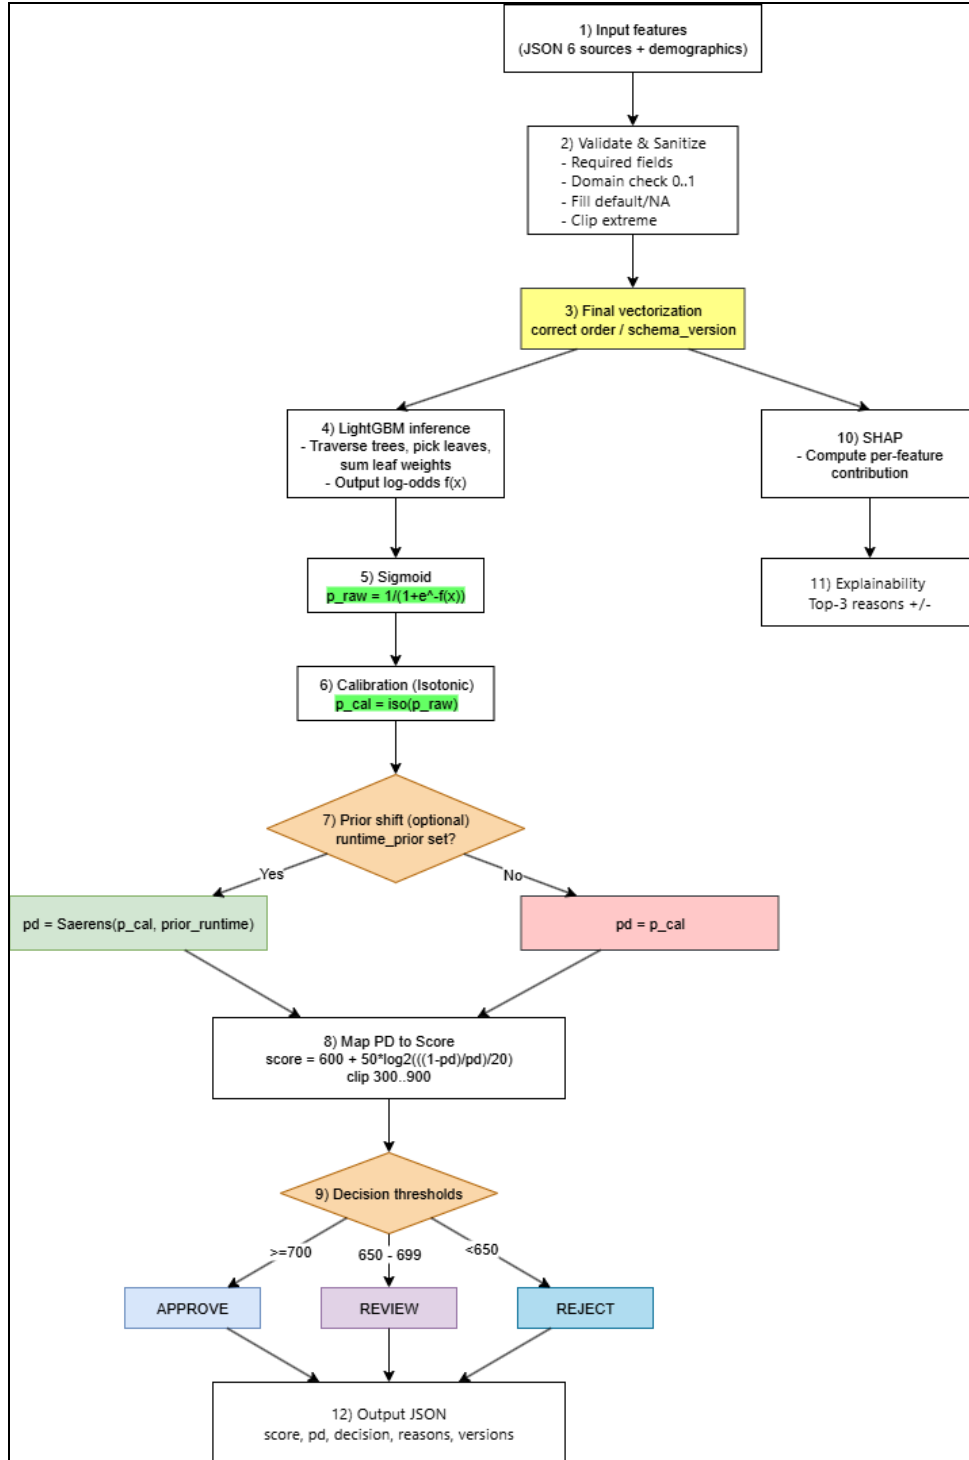 1) Input features
(JSON 6 sources + demographics)
2) Validate & Sanitize
- Required fields
- Domain check 0..1
- Fill default/NA
- Clip extreme
3) Final vectorization
correct order / schema_version
4) LightGBM inference
- Traverse trees, pick leaves,
sum leaf weights
- Output log-odds f(x)
10) SHAP
- Compute per-feature
contribution
5) Sigmoid
p_raw = 1/(1+e^-f(x))
11) Explainability
Top-3 reasons +/-
6) Calibration (Isotonic)
p_cal = iso(p_raw)
7) Prior shift (optional)
runtime_prior set?
Yes
No
pd = Saerens(p_cal, prior_runtime)
pd = p_cal
8) Map PD to Score
score = 600 + 50*log2(((1-pd)/pd)/20)
clip 300..900
9) Decision thresholds
>=700
650 - 699
<650
APPROVE
REVIEW
REJECT
12) Output JSON
score, pd, decision, reasons, versions